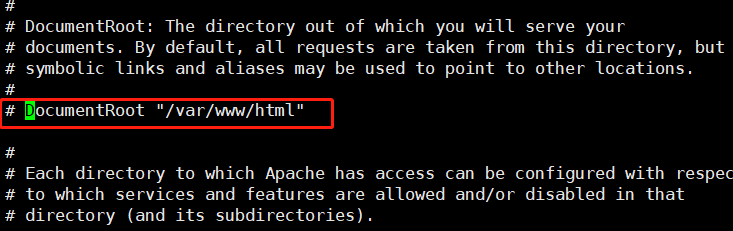 #
# DocumentRoot: The directory out of which you will serve your
# documents. By default, all requests are taken from this directory, but
# symbolic links and aliases may be used to point to other locations.
#
# DocumentRoot "/var/www/html"
#
# Each directory to which Apache has access can be configured with respec
# to which services and features are allowed and/or disabled in that
# directory (and its subdirectories).